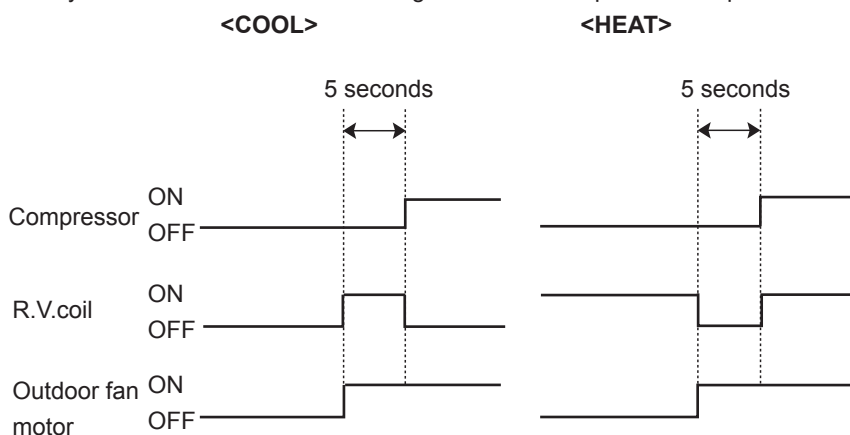 <COOL> <HEAT>
5 seconds 5 seconds
Compressor ON
OFF
R.V.coil ON
OFF
Outdoor fan motor ON
OFF